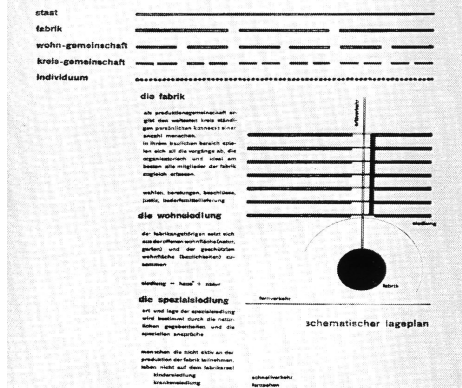 staat
fabrik
wohn-gemeinschaft
kreis-gemeinschaft
individuum
die fabrik
als produktionsgemeinschaft er-
gibt den weitesten kreis ständi-
gen persönlichen konnexes einer
anzahl menschen.
in ihrem baulichen bereich spie-
len sich all die vorgänge ab, die
organisatorisch und ideal am
besten alle mitglieder der fabrik
zugleich erfassen.
wahlen, beratungen, beschlüsse,
justiz, bedarfsmittellieferung
die wohnsiedlung
der fabrikangehörigen setzt sich
aus der offenen wohnfläche (natur,
garten) und der geschützten
wohnfläche (baulichkeiten) zu-
sammen
siedlung = haus + natur
die spezialsiedlung
art und lage der spezialsiedlung
wird bestimmt durch die natür-
lichen gegebenheiten und die
speziellen ansprüche
menschen die nicht aktiv an der
produktion der fabrik teilnehmen,
leben nicht auf dem fabrikareal
kindersiedlung
krankensiedlung
siedlung
fabrik
fernverkehr
schematischer lageplan
schnellverkehr
fernsehen